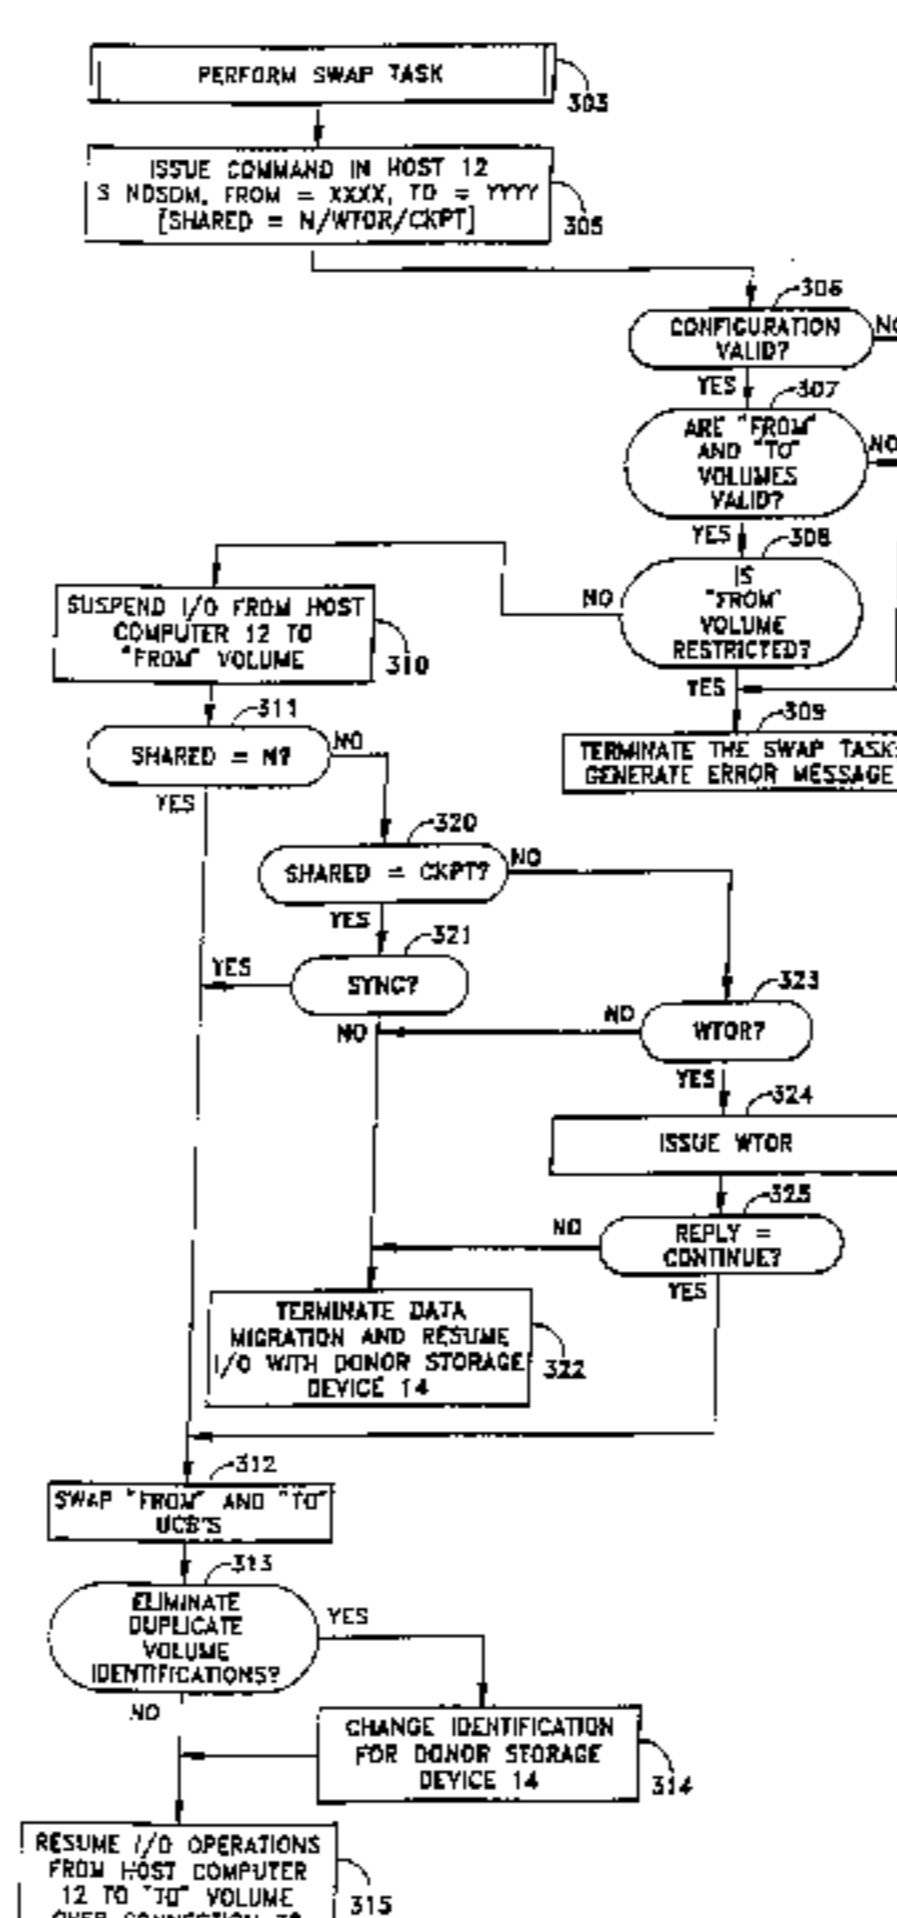 PERFORM SWAP TASK
303
ISSUE COMMAND IN HOST 12
S NDSDM, FROM = XXXX, TO = YYYY
[SHARED = N/WTOR/CKPT]
305
306
CONFIGURATION
VALID?
NO
YES
307
ARE "FROM"
AND "TO"
VOLUMES
VALID?
NO
YES
308
IS
"FROM"
VOLUME
RESTRICTED?
NO
YES
309
TERMINATE THE SWAP TASK;
GENERATE ERROR MESSAGE
SUSPEND I/O FROM HOST
COMPUTER 12 TO
"FROM" VOLUME
310
311
SHARED = N?
NO
YES
320
SHARED = CKPT?
NO
YES
321
SYNC?
YES
NO
323
WTOR?
NO
YES
324
ISSUE WTOR
325
REPLY =
CONTINUE?
NO
YES
TERMINATE DATA
MIGRATION AND RESUME
I/O WITH DONOR STORAGE
DEVICE 14
322
312
SWAP "FROM" AND "TO"
UCB'S
313
ELIMINATE
DUPLICATE
VOLUME
IDENTIFICATIONS?
YES
NO
CHANGE IDENTIFICATION
FOR DONOR STORAGE
DEVICE 14
314
RESUME I/O OPERATIONS
FROM HOST COMPUTER
12 TO "TO" VOLUME
OVER CONNECTION TO
315